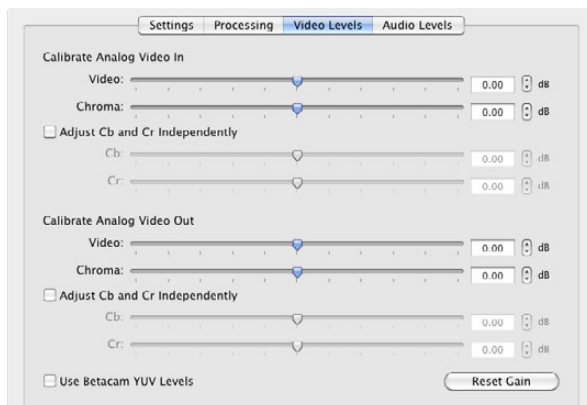 Settings Processing Video Levels Audio Levels
Calibrate Analog Video In
Video: 0.00 dB
Chroma: 0.00 dB
Adjust Cb and Cr Independently
Cb: 0.00 dB
Cr: 0.00 dB
Calibrate Analog Video Out
Video: 0.00 dB
Chroma: 0.00 dB
Adjust Cb and Cr Independently
Cb: 0.00 dB
Cr: 0.00 dB
Use Betacam YUV Levels Reset Gain